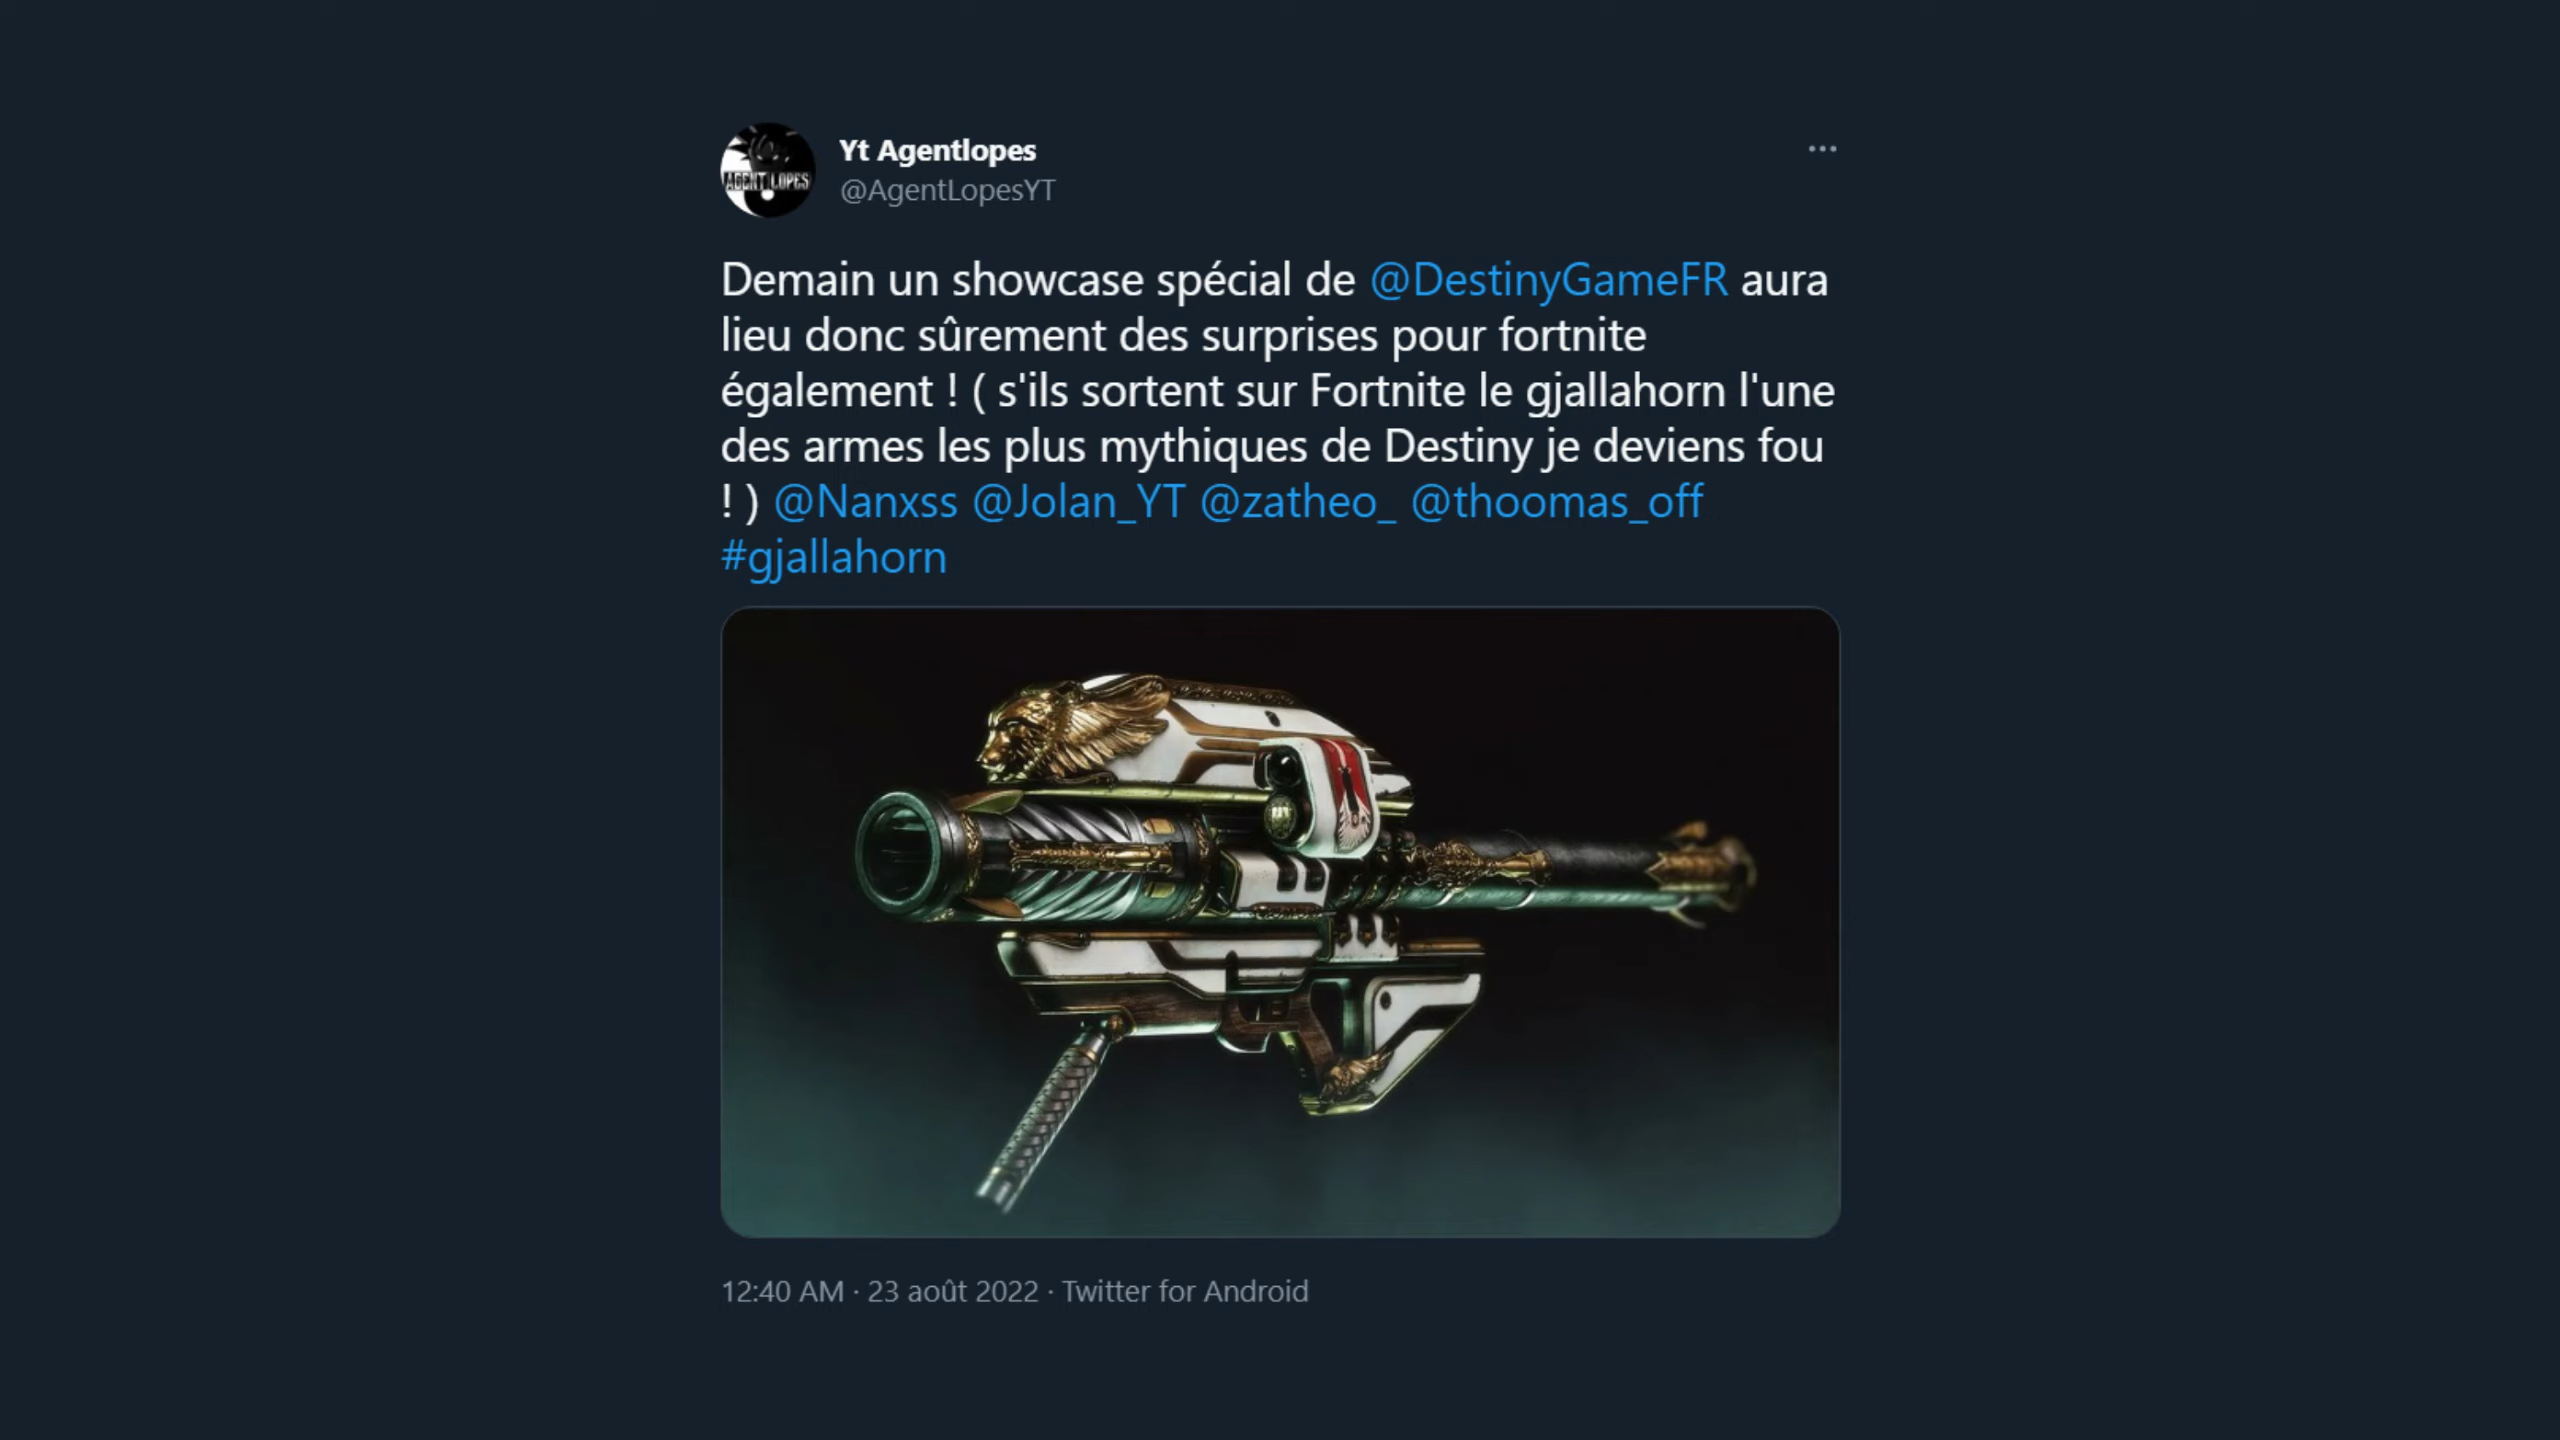 Yt Agentlopes
@AgentLopesYT
AGENT LOPES
Demain un showcase spécial de @DestinyGameFR aura
lieu donc sûrement des surprises pour fortnite
également ! ( s'ils sortent sur Fortnite le gjallahorn l'une
des armes les plus mythiques de Destiny je deviens fou
! ) @Nanxss @Jolan_YT @zatheo_ @thoomas_off
#gjallahorn
12:40 AM · 23 août 2022 · Twitter for Android